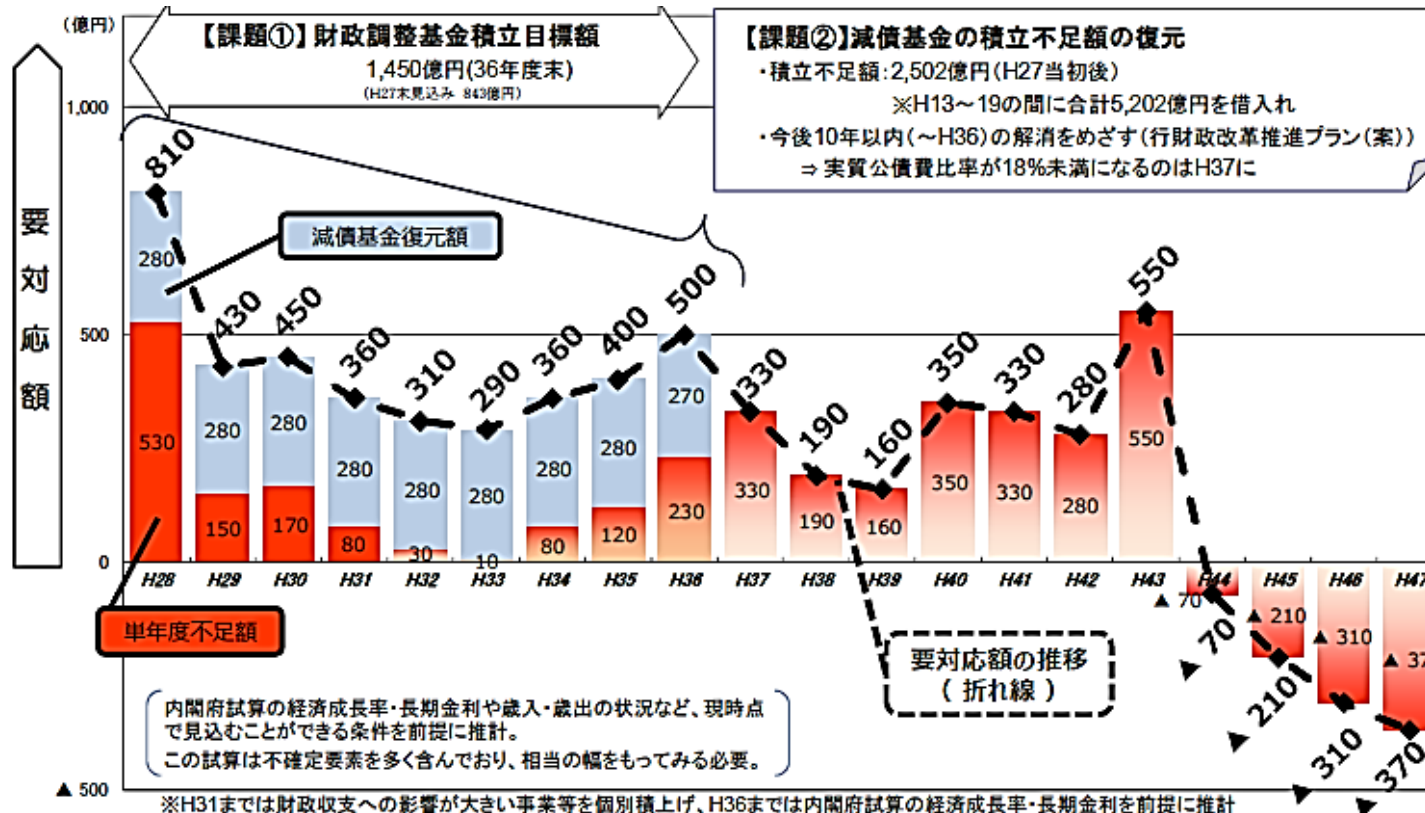 (億円)
【課題①】財政調整基金積立目標額
1,450億円(36年度末)
(H27末見込み 843億円)
【課題②】減債基金の積立不足額の復元
・積立不足額：2,502億円(H27当初後)
※H13～19の間に合計5,202億円を借入れ
・今後10年以内(～H36)の解消をめざす(行財政改革推進プラン(案))
⇒ 実質公債費比率が18%未満になるのはH37に
要対応額
1,000
500
0
▲ 500
減債基金復元額
単年度不足額
810
430
450
360
310
290
360
400
500
330
190
160
350
330
280
550
▲ 70
▲ 210
▲ 310
▲ 370
280
280
280
280
280
280
280
280
270
530
150
170
80
30
10
80
120
230
330
190
160
350
330
280
550
▲ 70
▲ 210
▲ 310
▲ 37
H28 H29 H30 H31 H32 H33 H34 H35 H36 H37 H38 H39 H40 H41 H42 H43 H44 H45 H46 H47
要対応額の推移
( 折れ線 )
内閣府試算の経済成長率・長期金利や歳入・歳出の状況など、現時点
で見込むことができる条件を前提に推計。
この試算は不確定要素を多く含んでおり、相当の幅をもってみる必要。
※H31までは財政収支への影響が大きい事業等を個別積上げ、H36までは内閣府試算の経済成長率・長期金利を前提に推計